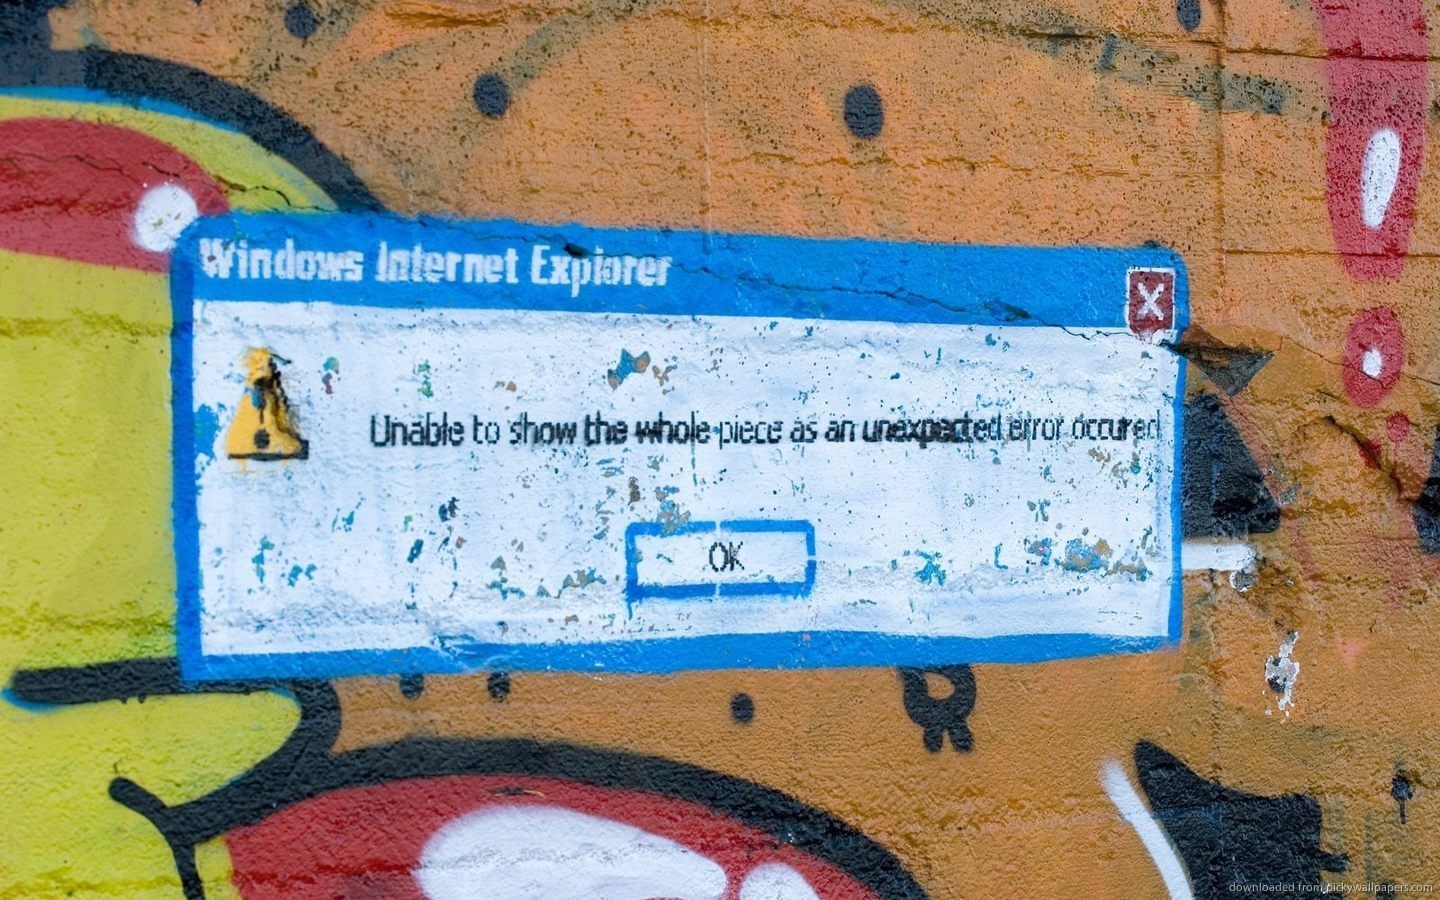 Windows Internet Explorer
X
Unable to show the whole piece as an unexpected error occured
OK
downloaded from pickywallpapers.com